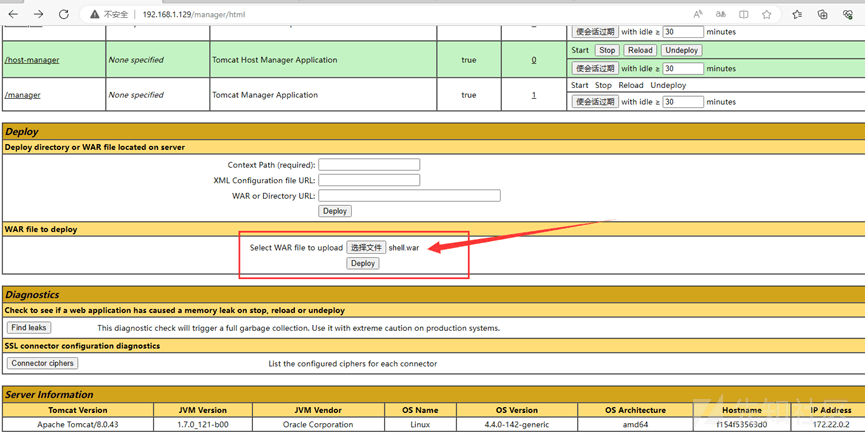 不安全 | 192.168.1.129/manager/html
便会话过期 with idle ≥ 30 minutes
/host-manager None specified Tomcat Host Manager Application true 0 Start Stop Reload Undeploy
便会话过期 with idle ≥ 30 minutes
/manager None specified Tomcat Manager Application true 1 Start Stop Reload Undeploy
便会话过期 with idle ≥ 30 minutes
Deploy
Deploy directory or WAR file located on server
Context Path (required):
XML Configuration file URL:
WAR or Directory URL:
Deploy
WAR file to deploy
Select WAR file to upload 选择文件 shell.war
Deploy
Diagnostics
Check to see if a web application has caused a memory leak on stop, reload or undeploy
Find leaks This diagnostic check will trigger a full garbage collection. Use it with extreme caution on production systems.
SSL connector configuration diagnostics
Connector ciphers List the configured ciphers for each connector
Server Information
Tomcat Version JVM Version JVM Vendor OS Name OS Version OS Architecture Hostname IP Address
Apache Tomcat/8.0.43 1.7.0_121-b00 Oracle Corporation Linux 4.4.0-142-generic amd64 f154f53563d0 172.22.0.2